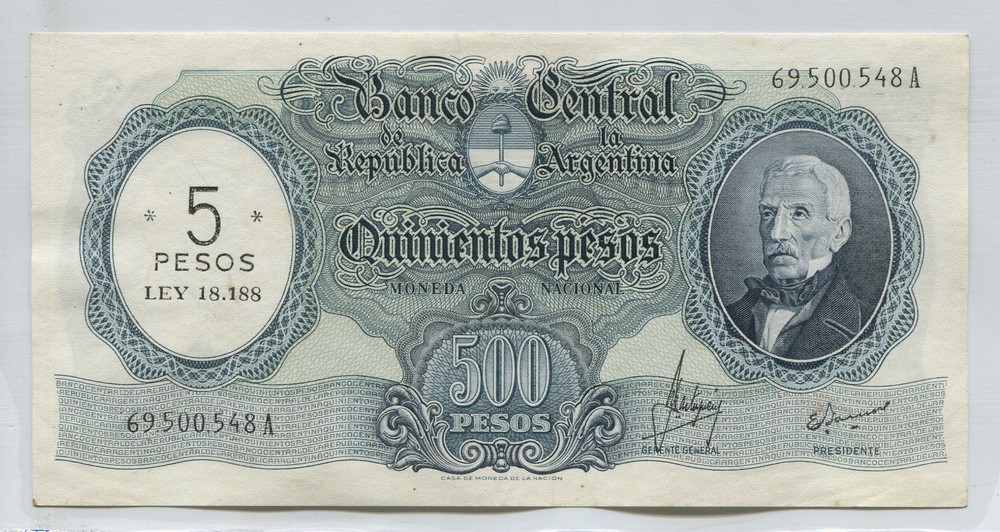 Banco Central
de la
República Argentina
69.500.548 A
* 5 *
PESOS
LEY 18.188
Quinientos pesos
MONEDA NACIONAL
500
PESOS
69.500.548 A
GERENTE GENERAL
PRESIDENTE
CASA DE MONEDA DE LA NACION